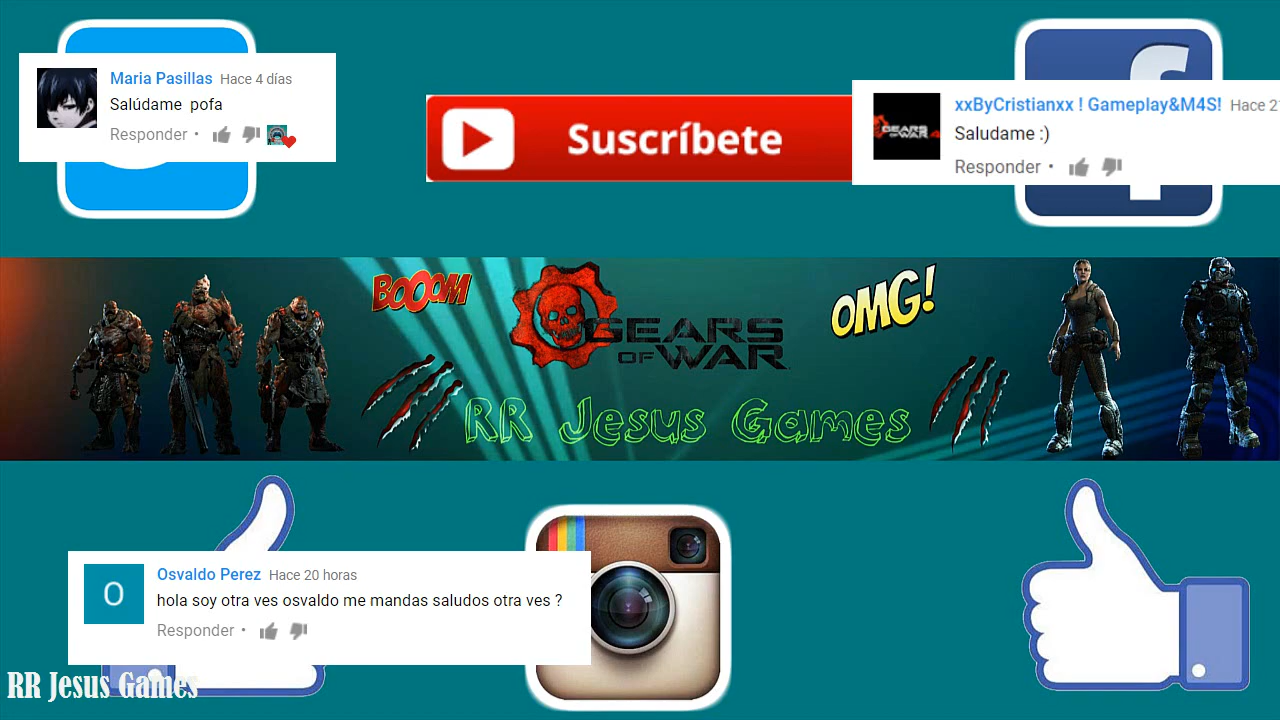 Maria Pasillas Hace 4 días
Salúdame pofa
Responder •
Suscríbete
xxByCristianxx ! Gameplay&M4S! Hace 2
Saludame :)
Responder •
BOOOM
OMG!
GEARS
OF WAR
RR Jesus Games
O
Osvaldo Perez Hace 20 horas
hola soy otra ves osvaldo me mandas saludos otra ves ?
Responder •
RR Jesus Games